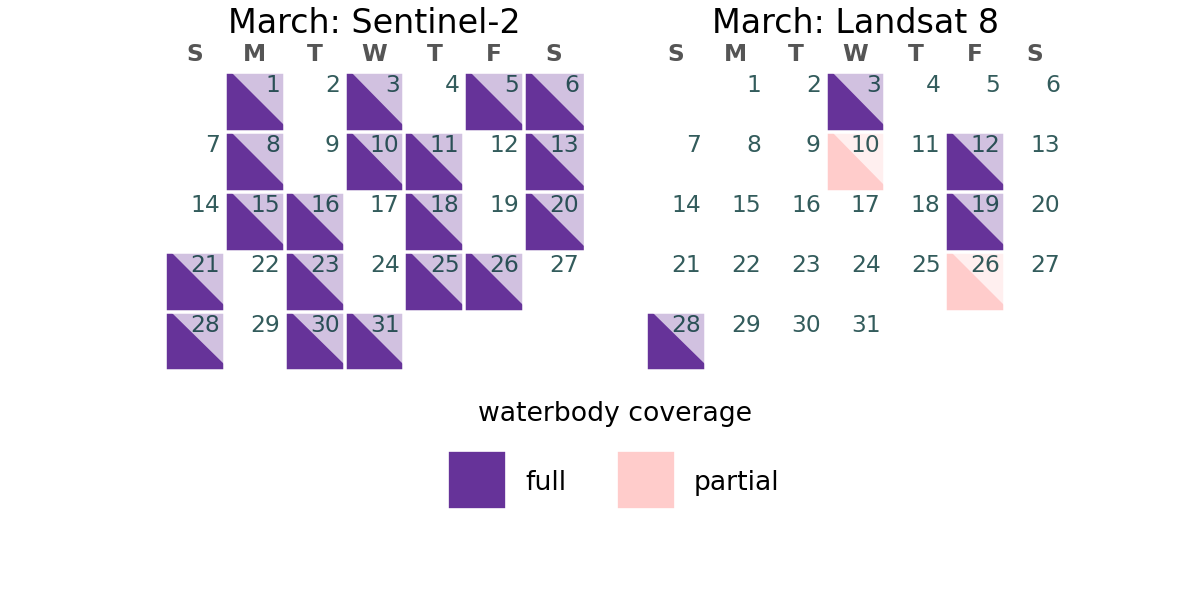 March: Sentinel-2
S M T W T F S
1 2 3 4 5 6
7 8 9 10 11 12 13
14 15 16 17 18 19 20
21 22 23 24 25 26 27
28 29 30 31
March: Landsat 8
S M T W T F S
1 2 3 4 5 6
7 8 9 10 11 12 13
14 15 16 17 18 19 20
21 22 23 24 25 26 27
28 29 30 31
waterbody coverage
full partial